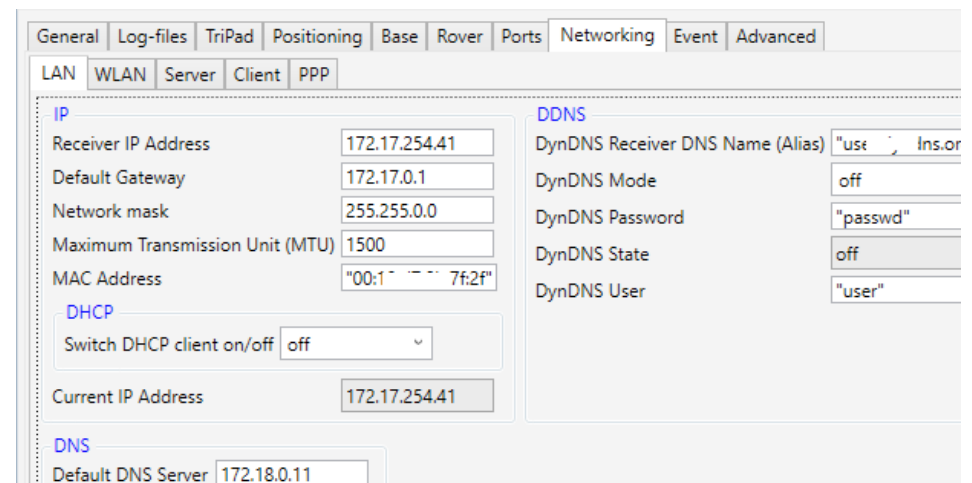 General Log-files TriPad Positioning Base Rover Ports Networking Event Advanced
LAN WLAN Server Client PPP
IP
Receiver IP Address 172.17.254.41
Default Gateway 172.17.0.1
Network mask 255.255.0.0
Maximum Transmission Unit (MTU) 1500
MAC Address "00:1 7f:2f"
DHCP
Switch DHCP client on/off off
Current IP Address 172.17.254.41
DNS
Default DNS Server 172.18.0.11
DDNS
DynDNS Receiver DNS Name (Alias)
DynDNS Mode off
DynDNS Password "passwd"
DynDNS State off
DynDNS User "user"